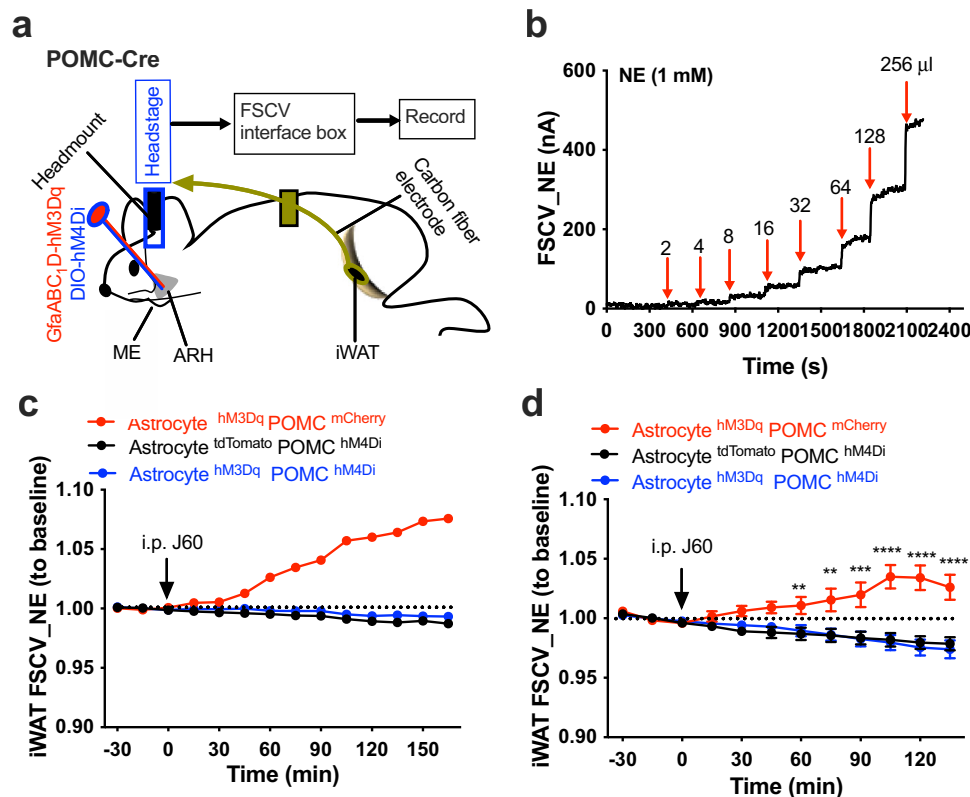 a
POMC-Cre
Headmount
Headstage
FSCV
interface box
Record
Carbon fiber
electrode
GfaABC1D-hM3Dq
DIO-hM4Di
ME
ARH
iWAT
b
NE (1 mM)
FSCV_NE (nA)
600
400
200
0
2
4
8
16
32
64
128
256 µl
0 300 600 900 1200 1500 1800 2100 2400
Time (s)
c
Astrocyte hM3Dq POMC mCherry
Astrocyte tdTomato POMC hM4Di
Astrocyte hM3Dq POMC hM4Di
iWAT FSCV_NE (to baseline)
1.10
1.05
1.00
0.95
0.90
i.p. J60
-30 0 30 60 90 120 150
Time (min)
d
Astrocyte hM3Dq POMC mCherry
Astrocyte tdTomato POMC hM4Di
Astrocyte hM3Dq POMC hM4Di
iWAT FSCV_NE (to baseline)
1.10
1.05
1.00
0.95
0.90
i.p. J60
** ** *** **** **** ****
-30 0 30 60 90 120
Time (min)